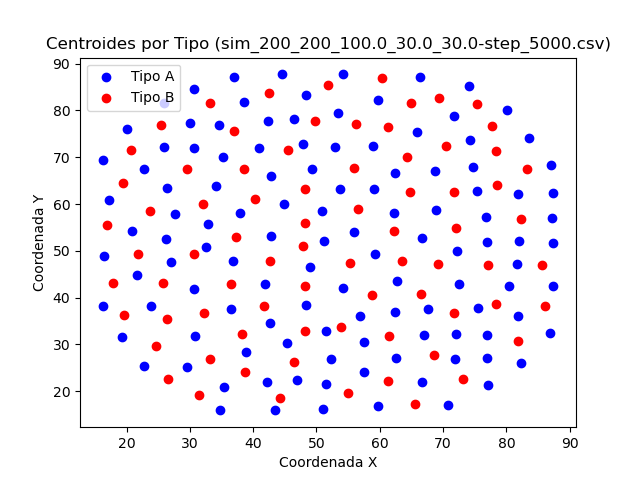 Centroides por Tipo (sim_200_200_100.0_30.0_30.0-step_5000.csv)
Tipo A
Tipo B
90
80
70
60
50
40
30
20
Coordenada Y
20 30 40 50 60 70 80 90
Coordenada X